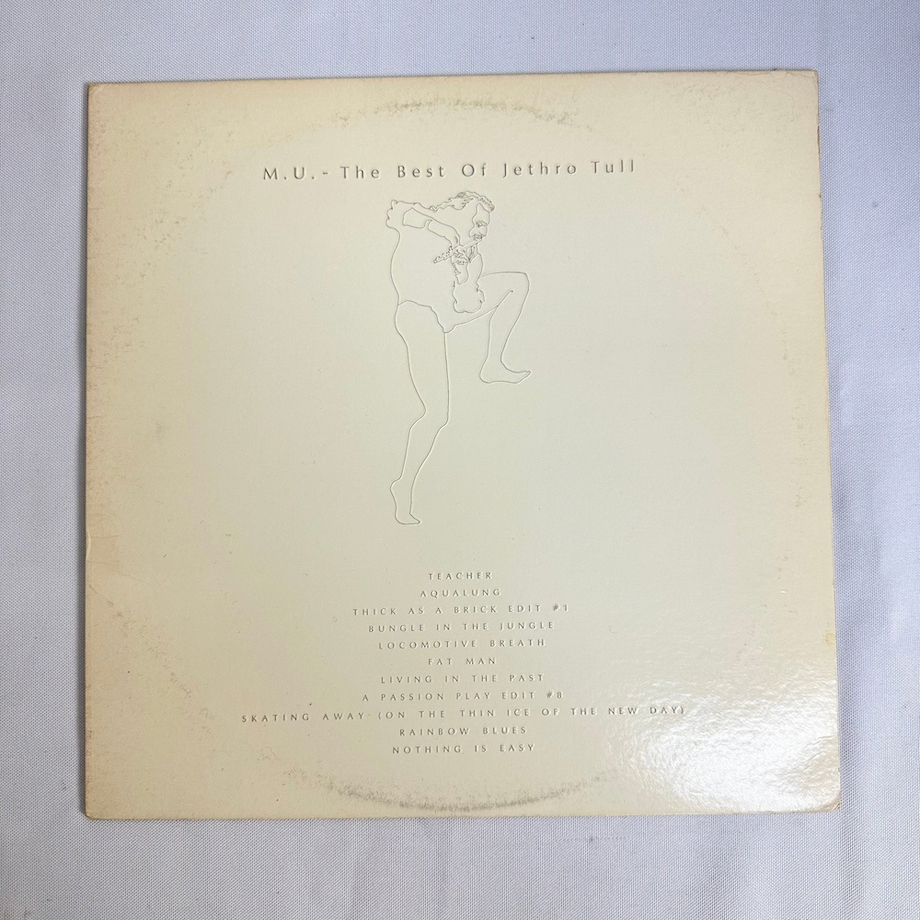 M.U. - The Best Of Jethro Tull
TEACHER
AQUALUNG
THICK AS A BRICK EDIT #1
BUNGLE IN THE JUNGLE
LOCOMOTIVE BREATH
FAT MAN
LIVING IN THE PAST
A PASSION PLAY EDIT #8
SKATING AWAY (ON THE THIN ICE OF THE NEW DAY)
RAINBOW BLUES
NOTHING IS EASY